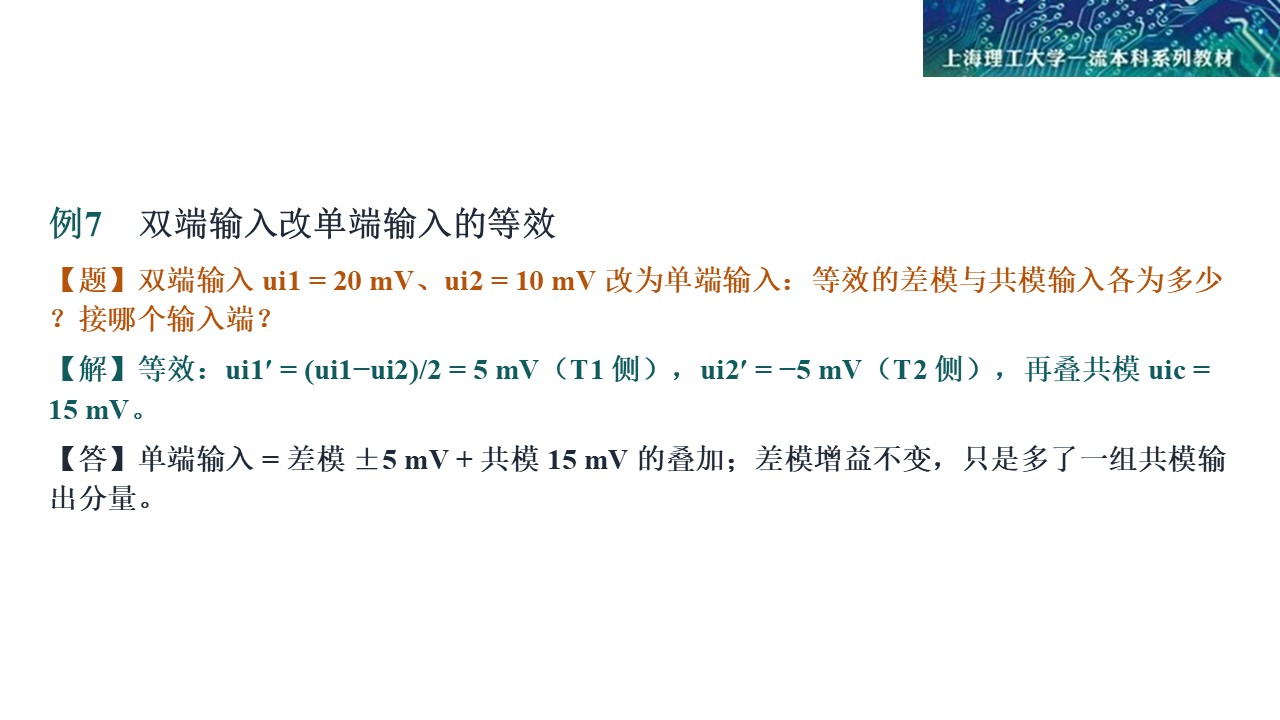 上海理工大学一流本科系列教材
例7 双端输入改单端输入的等效
【题】双端输入 ui1 = 20 mV、ui2 = 10 mV 改为单端输入：等效的差模与共模输入各为多少
？接哪个输入端？
【解】等效：ui1′ = (ui1−ui2)/2 = 5 mV（T1 侧），ui2′ = −5 mV（T2 侧），再叠共模 uic =
15 mV。
【答】单端输入 = 差模 ±5 mV + 共模 15 mV 的叠加；差模增益不变，只是多了一组共模输
出分量。